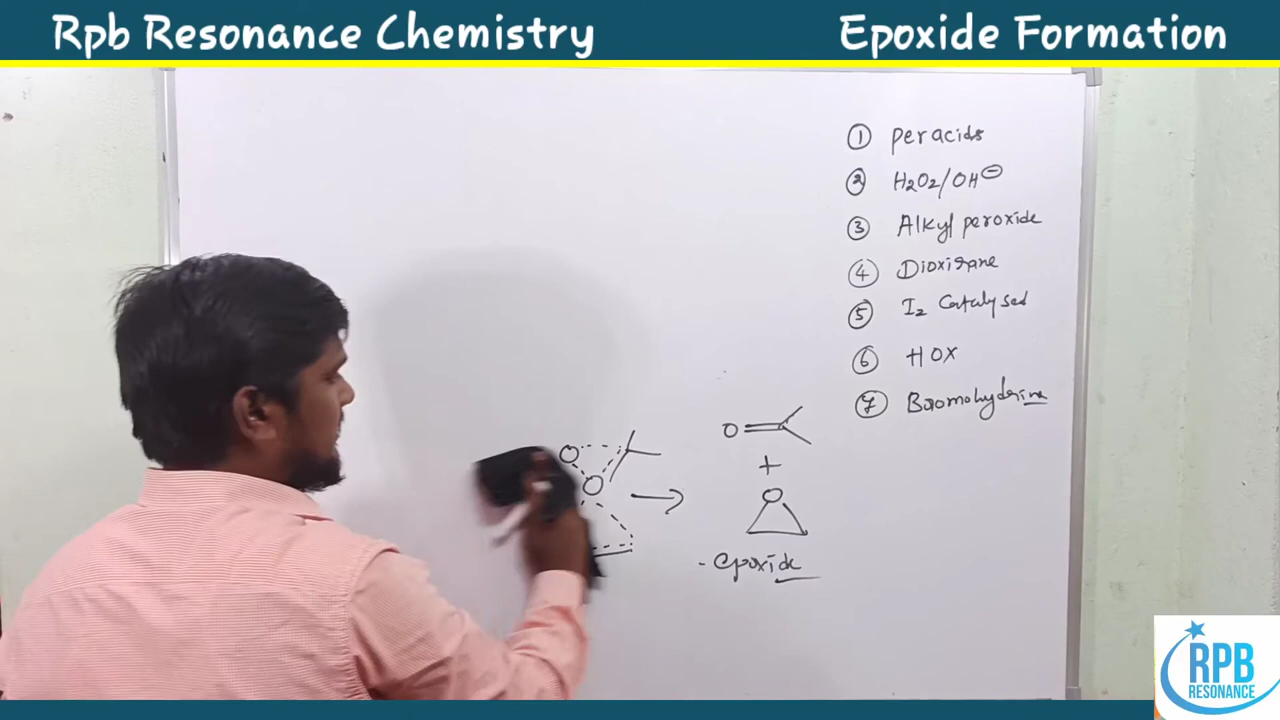 Rpb Resonance Chemistry
Epoxide Formation
① peracids
② H2O2/OH⊖
③ Alkyl peroxide
④ Dioxirane
⑤ I2 Catalysed
⑥ HOX
⑦ Bromohydrine
O
O
O
+
O
- epoxide
RPB
RESONANCE